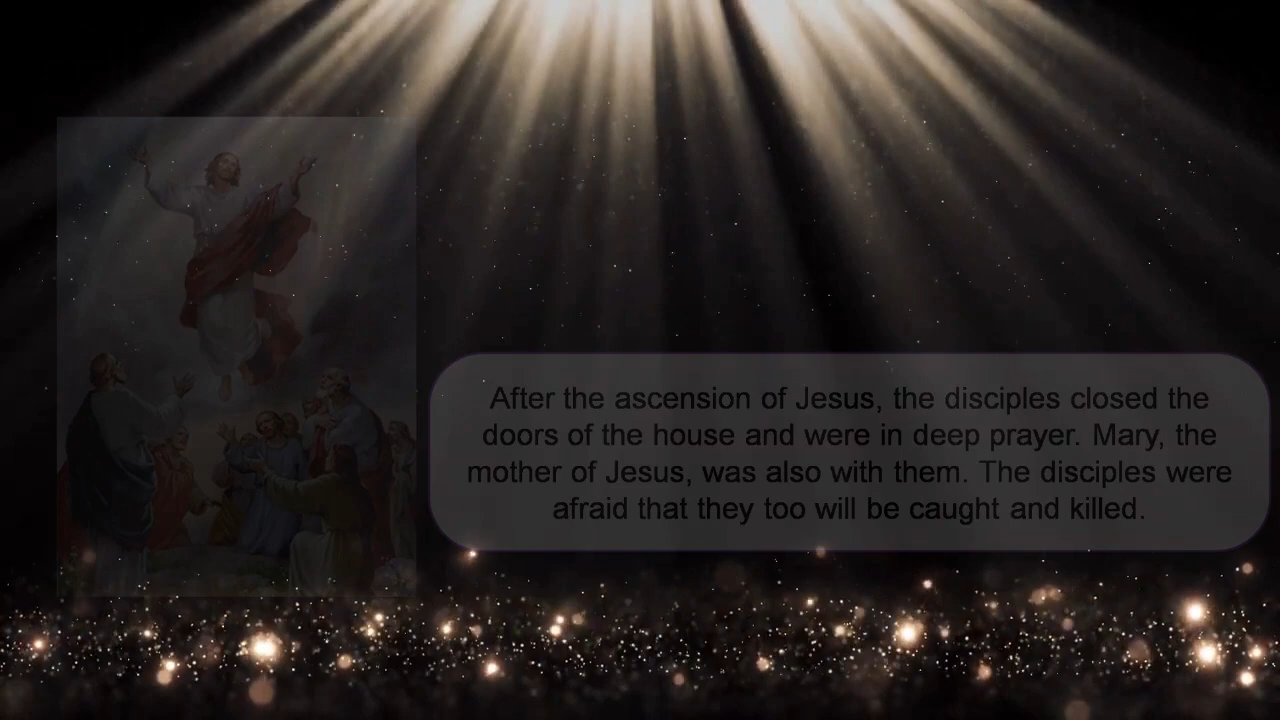 After the ascension of Jesus, the disciples closed the
doors of the house and were in deep prayer. Mary, the
mother of Jesus, was also with them. The disciples were
afraid that they too will be caught and killed.